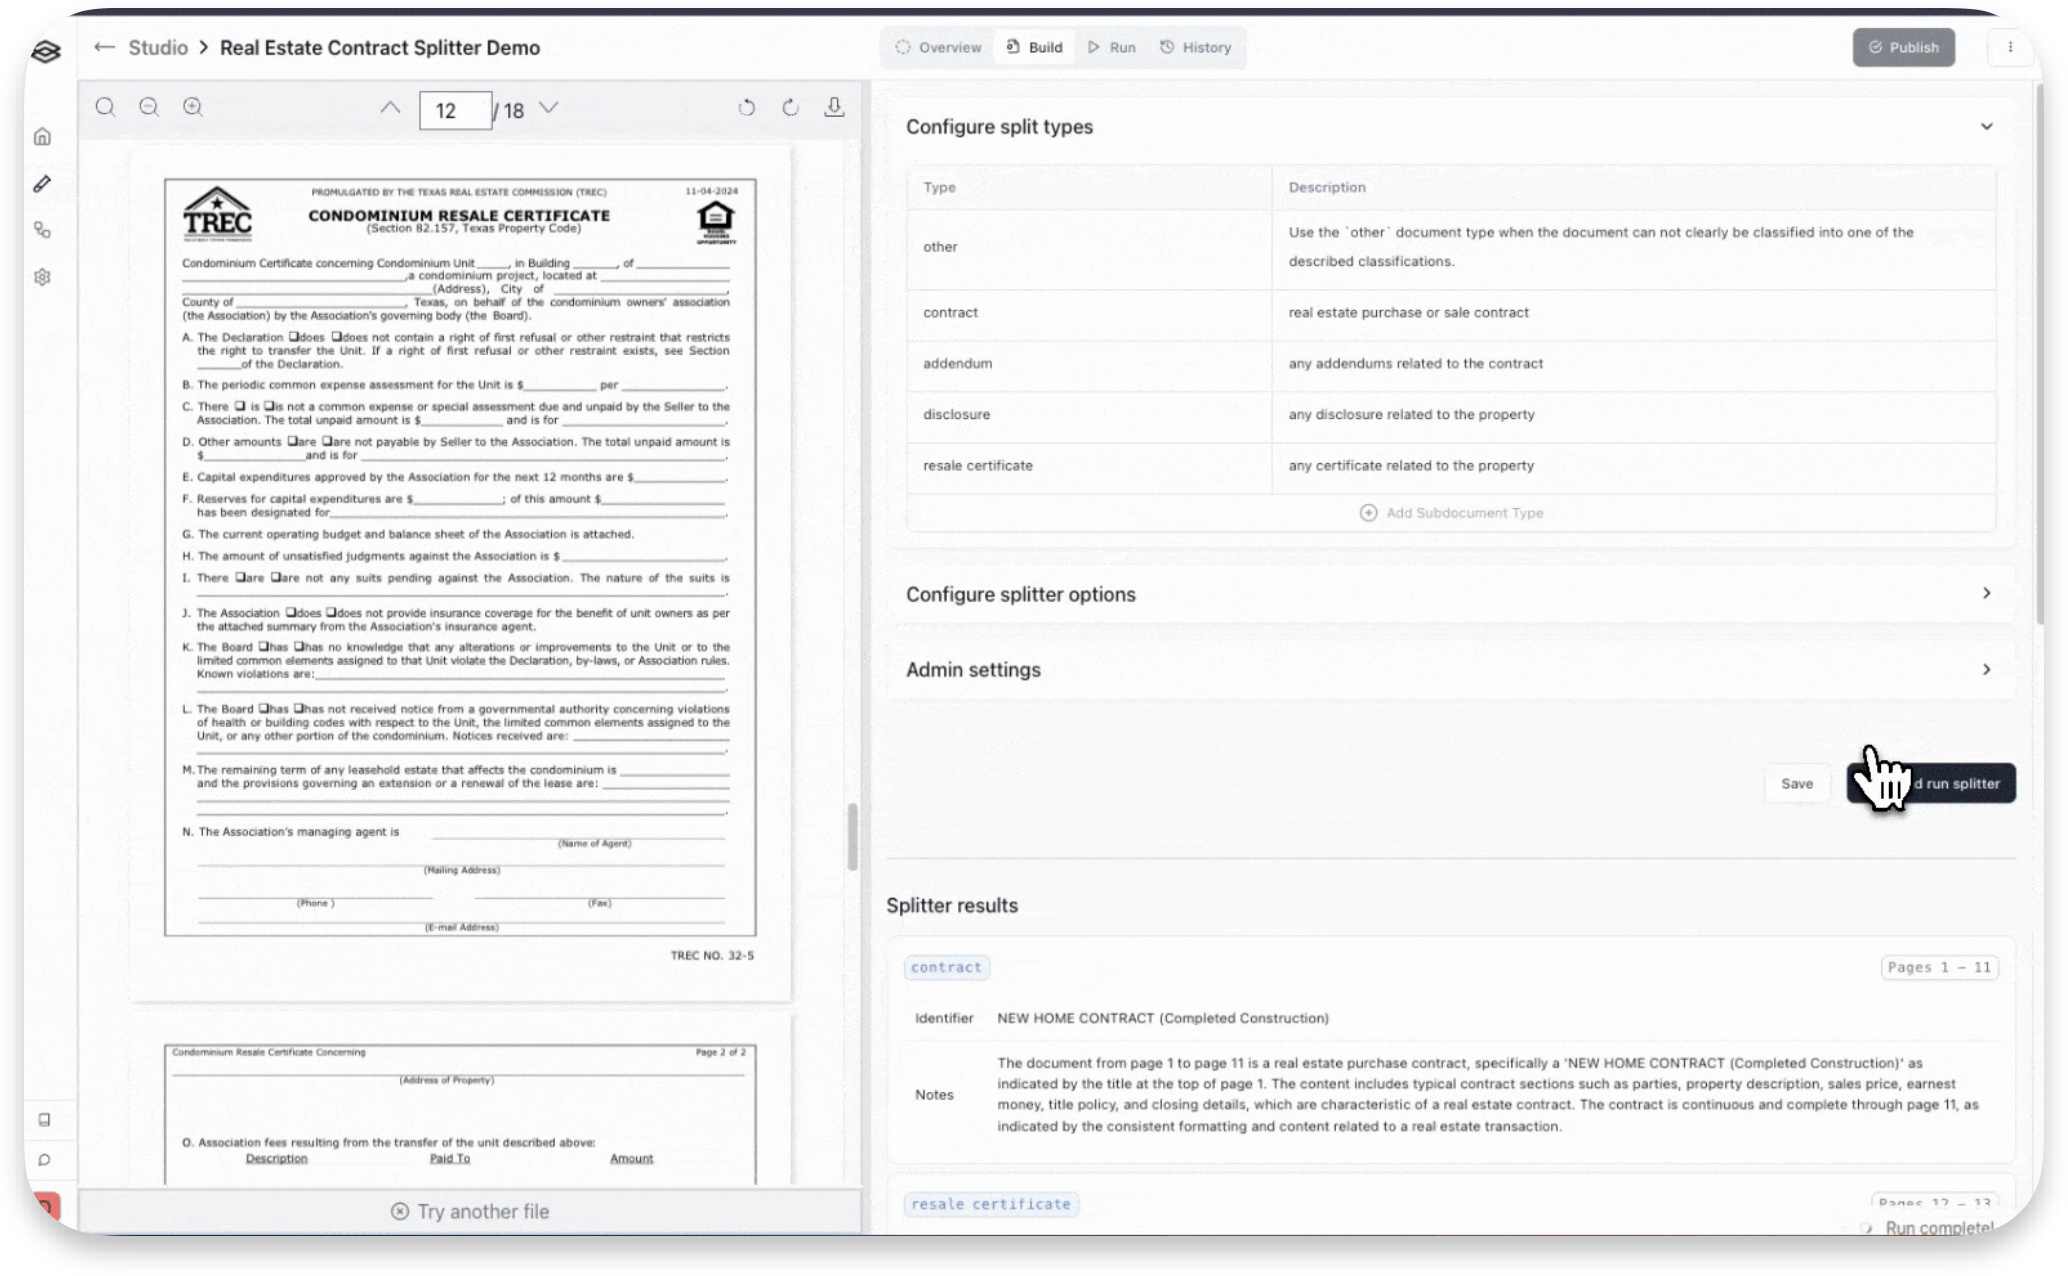 Studio > Real Estate Contract Splitter Demo
Overview Build Run History
Publish
12 / 18
PROMULGATED BY THE TEXAS REAL ESTATE COMMISSION (TREC) 11-04-2024
TREC
CONDOMINIUM RESALE CERTIFICATE
(Section 82.157, Texas Property Code)
EQUAL HOUSING
OPPORTUNITY
Condominium Certificate concerning Condominium Unit _____, in Building _______, of ______________
__________________________________,a condominium project, located at ____________________
______________________________________(Address), City of __________________________,
County of __________________________, Texas, on behalf of the condominium owners' association
(the Association) by the Association's governing body (the Board).
A. The Declaration ❑does ❑does not contain a right of first refusal or other restraint that restricts
the right to transfer the Unit. If a right of first refusal or other restraint exists, see Section
_______of the Declaration.
B. The periodic common expense assessment for the Unit is $___________ per ________________.
C. There ❑ is ❑is not a common expense or special assessment due and unpaid by the Seller to the
Association. The total unpaid amount is $____________ and is for _________________________.
D. Other amounts ❑are ❑are not payable by Seller to the Association. The total unpaid amount is
$________________and is for ________________________________________________________.
E. Capital expenditures approved by the Association for the next 12 months are $______________.
F. Reserves for capital expenditures are $______________; of this amount $___________________
has been designated for____________________________________________________________.
G. The current operating budget and balance sheet of the Association is attached.
H. The amount of unsatisfied judgments against the Association is $ _________________________.
I. There ❑are ❑are not any suits pending against the Association. The nature of the suits is
________________________________________________________________________________.
J. The Association ❑does ❑does not provide insurance coverage for the benefit of unit owners as per
the attached summary from the Association's insurance agent.
K. The Board ❑has ❑has no knowledge that any alterations or improvements to the Unit or to the
limited common elements assigned to that Unit violate the Declaration, by-laws, or Association rules.
Known violations are:______________________________________________________________
________________________________________________________________________________.
L. The Board ❑has ❑has not received notice from a governmental authority concerning violations
of health or building codes with respect to the Unit, the limited common elements assigned to the
Unit, or any other portion of the condominium. Notices received are: ________________________
________________________________________________________________________________.
M. The remaining term of any leasehold estate that affects the condominium is _________________
and the provisions governing an extension or a renewal of the lease are: ____________________
________________________________________________________________________________
________________________________________________________________________________.
N. The Association's managing agent is ______________________________
(Name of Agent)
(Mailing Address)
(Phone ) (Fax)
(E-mail Address)
TREC NO. 32-5
Condominium Resale Certificate Concerning Page 2 of 2
(Address of Property)
O. Association fees resulting from the transfer of the unit described above:
Description Paid To Amount
Try another file
Configure split types
Type Description
other Use the `other` document type when the document can not clearly be classified into one of the
described classifications.
contract real estate purchase or sale contract
addendum any addendums related to the contract
disclosure any disclosure related to the property
resale certificate any certificate related to the property
Add Subdocument Type
Configure splitter options
Admin settings
Save run splitter
Splitter results
contract Pages 1 – 11
Identifier NEW HOME CONTRACT (Completed Construction)
Notes
The document from page 1 to page 11 is a real estate purchase contract, specifically a 'NEW HOME CONTRACT (Completed Construction)' as
indicated by the title at the top of page 1. The content includes typical contract sections such as parties, property description, sales price, earnest
money, title policy, and closing details, which are characteristic of a real estate contract. The contract is continuous and complete through page 11, as
indicated by the consistent formatting and content related to a real estate transaction.
resale certificate Pages 12 – 13
Run complete!